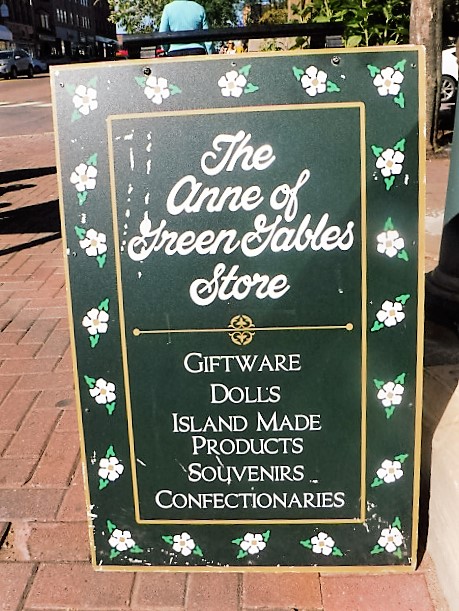 The
Anne of
Green Gables
Store
GIFTWARE
DOLLS
ISLAND MADE
PRODUCTS
SOUVENIRS
CONFECTIONARIES